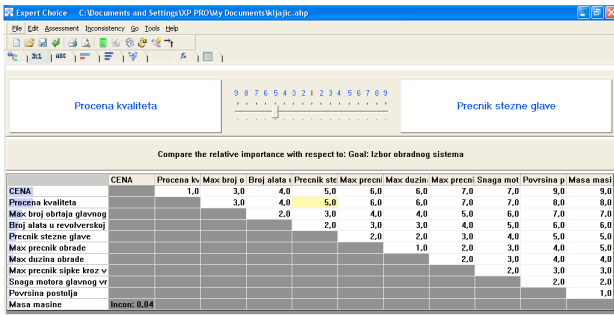 Expert Choice C:\Documents and Settings\XP PRO\My Documents\kljajic.ahp
File Edit Assessment Inconsistency Go Tools Help
3:1 ABC
Procena kvaliteta
9 8 7 6 5 4 3 2 1 2 3 4 5 6 7 8 9
Precnik stezne glave
Compare the relative importance with respect to: Goal: Izbor obradnog sistema
CENA Procena kv Max broj o Broj alata u Precnik ste Max precni Max duzin Max precni Snaga mot Povrsina p Masa masi
CENA 1,0 3,0 4,0 5,0 6,0 6,0 7,0 7,0 9,0 9,0
Procena kvaliteta 3,0 4,0 5,0 6,0 6,0 7,0 7,0 8,0 8,0
Max broj obrtaja glavnog 2,0 3,0 4,0 4,0 5,0 6,0 7,0 7,0
Broj alata u revolverskoj 2,0 3,0 3,0 4,0 5,0 6,0 6,0
Precnik stezne glave 2,0 2,0 3,0 4,0 5,0 5,0
Max precnik obrade 1,0 2,0 3,0 4,0 5,0
Max duzina obrade 2,0 3,0 4,0 4,0
Max precnik sipke kroz v 2,0 3,0 3,0
Snaga motora glavnog vr 2,0 2,0
Povrsina postolja 1,0
Masa masine Incon: 0,04